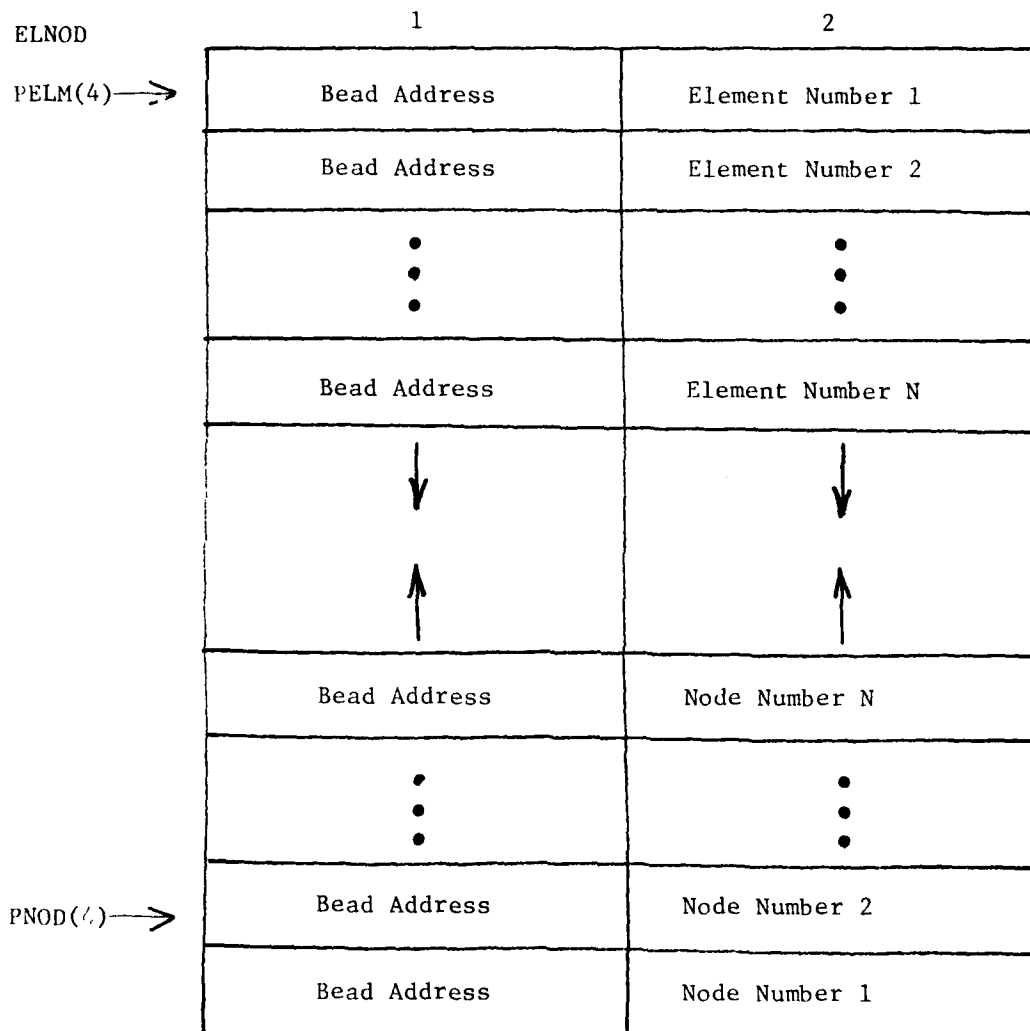 1 2
ELNOD
PELM(4) Bead Address Element Number 1
Bead Address Element Number 2
Bead Address Element Number N
Bead Address Node Number N
PNOD(4) Bead Address Node Number 2
Bead Address Node Number 1